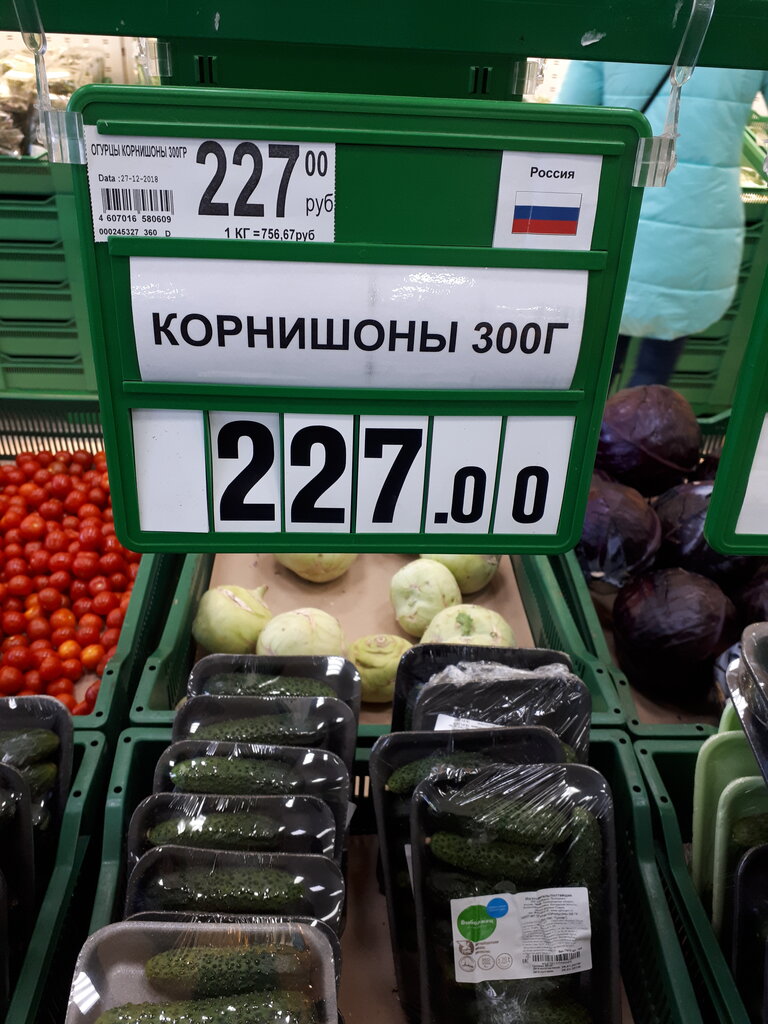 ОГУРЦЫ КОРНИШОНЫ 300ГР
227 00
руб
Data :27-12-2018
4 607016 580609
000245327 360 D
1 КГ =756,67руб
Россия
КОРНИШОНЫ 300Г
227.00
Выборжец